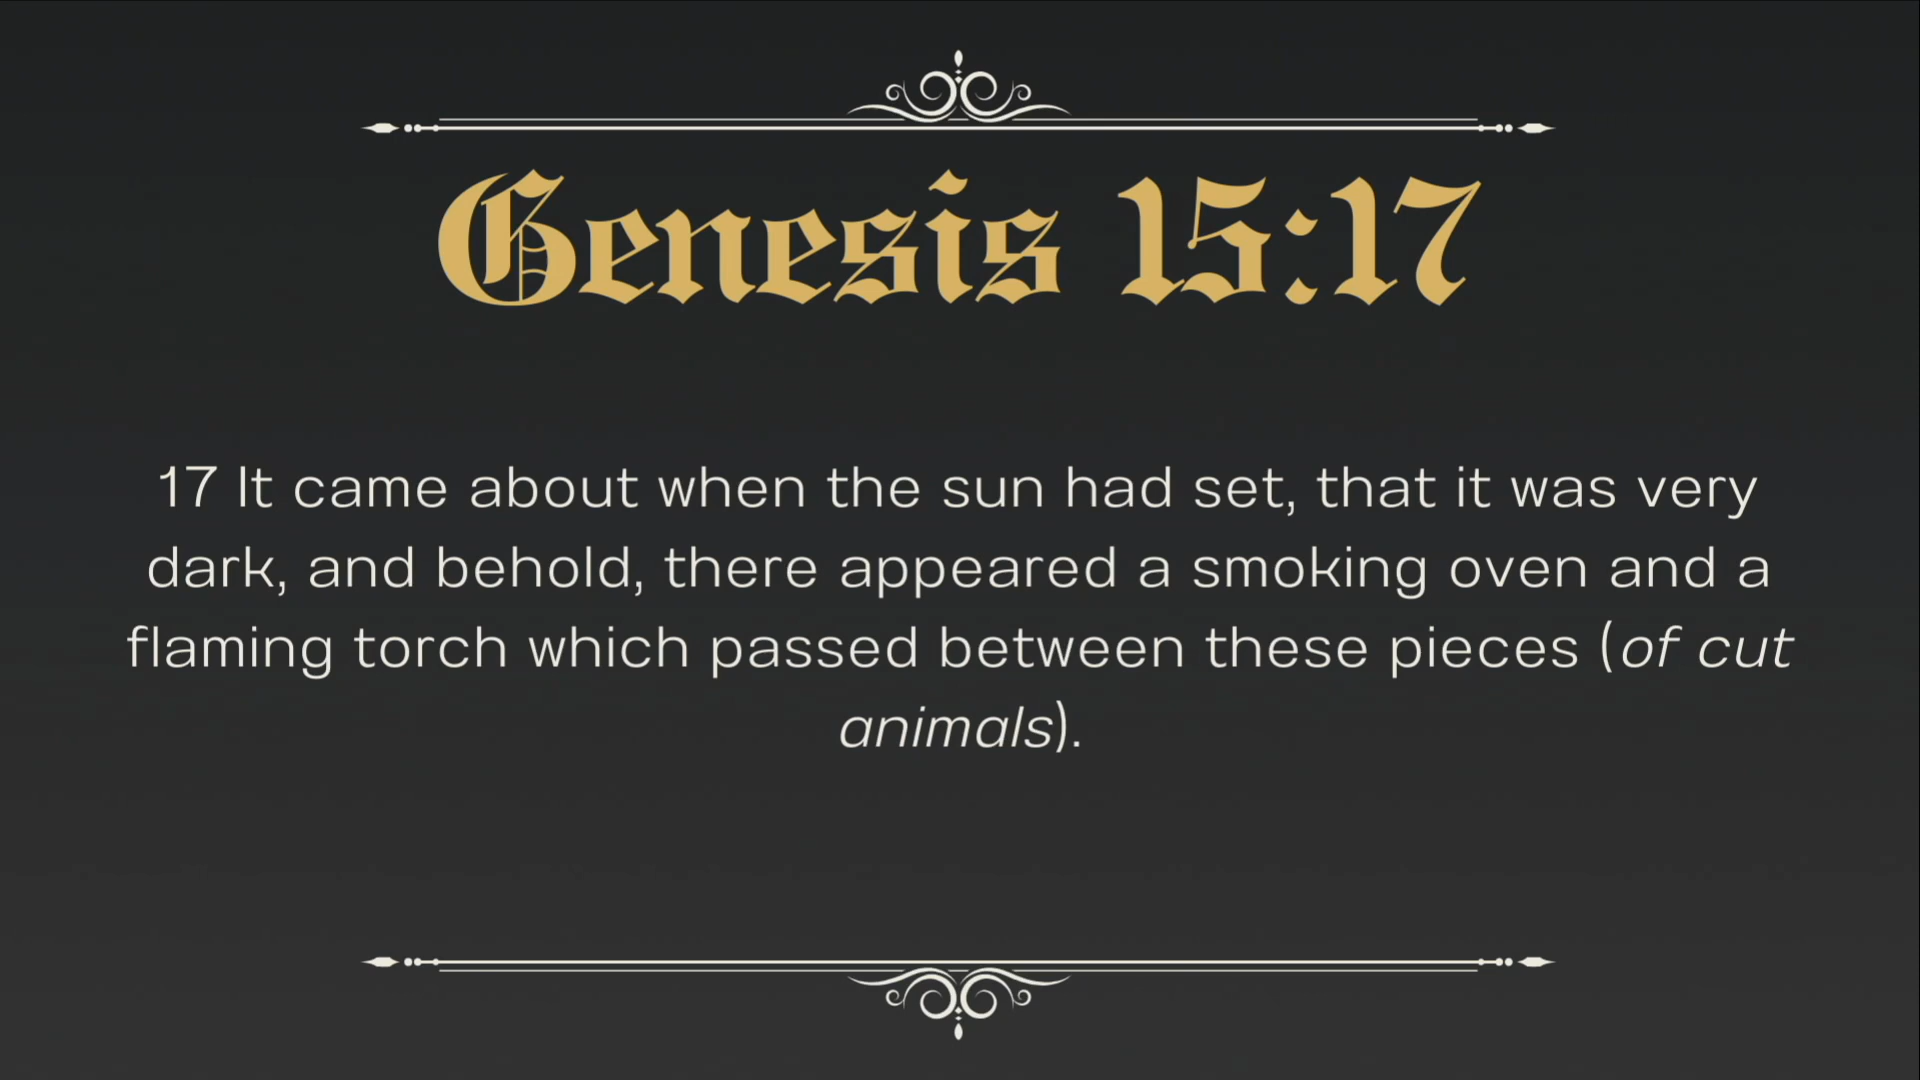 Genesis 15:17
17 It came about when the sun had set, that it was very
dark, and behold, there appeared a smoking oven and a
flaming torch which passed between these pieces (of cut
animals).